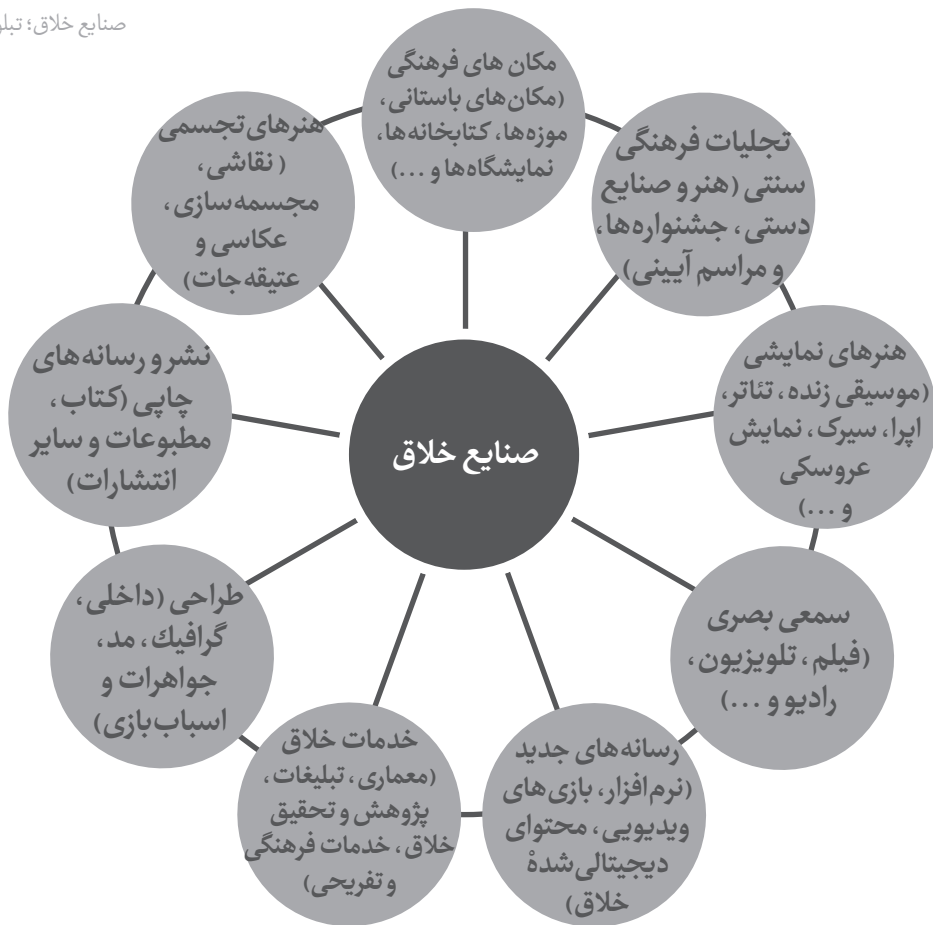 صنایع خلاق؛
مکان های فرهنگی
(مکان‌های باستانی،
موزه‌ها، کتابخانه‌ها،
نمایشگاه‌ها و ...)
تجلیات فرهنگی
سنتی (هنر و صنایع
دستی، جشنواره‌ها،
و مراسم آیینی)
هنرهای نمایشی
(موسیقی زنده، تئاتر،
اپرا، سیرک، نمایش
عروسکی
و ...)
سمعی بصری
(فیلم، تلویزیون،
رادیو و ...)
رسانه‌های جدید
(نرم‌افزار، بازی‌های
ویدیویی، محتوای
دیجیتالی‌شدهْ
خلاق)
خدمات خلاق
(معماری، تبلیغات،
پژوهش و تحقیق
خلاق، خدمات فرهنگی
و تفریحی)
طراحی (داخلی،
گرافیك، مد،
جواهرات و
اسباب‌بازی)
نشر و رسانه‌های
چاپی (کتاب،
مطبوعات و سایر
انتشارات)
هنرهای تجسمی
( نقاشی،
مجسمه‌سازی،
عکاسی و
عتیقه‌جات)
صنایع خلاق